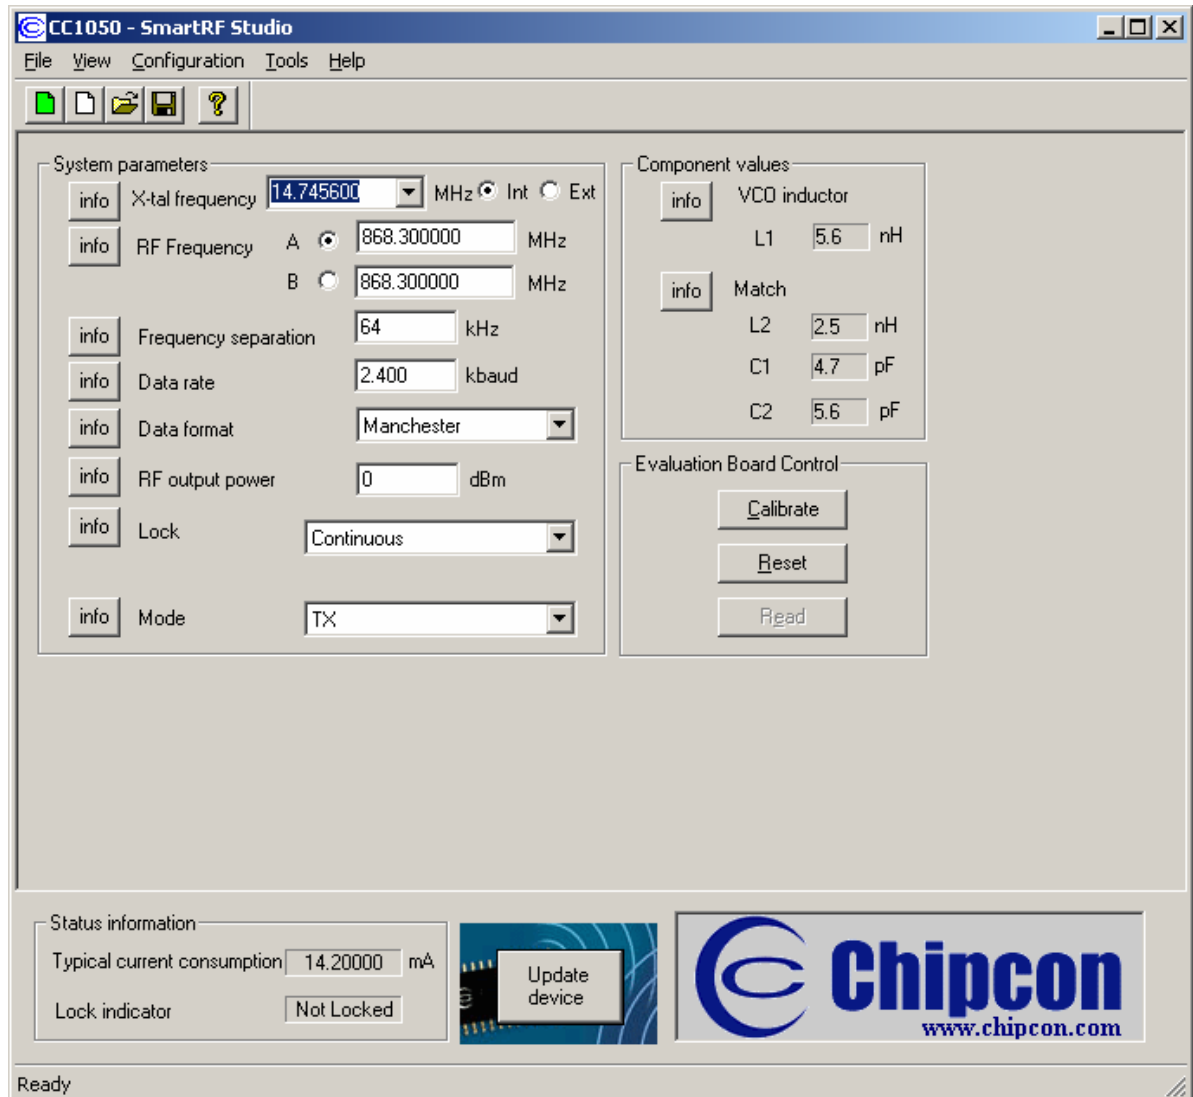 CC1050 - SmartRF Studio
File View Configuration Tools Help
System parameters
info X-tal frequency 14.745600 MHz Int Ext
info RF Frequency A 868.300000 MHz
B 868.300000 MHz
info Frequency separation 64 kHz
info Data rate 2.400 kbaud
info Data format Manchester
info RF output power 0 dBm
info Lock Continuous
info Mode TX
Component values
info VCO inductor
L1 5.6 nH
info Match
L2 2.5 nH
C1 4.7 pF
C2 5.6 pF
Evaluation Board Control
Calibrate
Reset
Read
Status information
Typical current consumption 14.20000 mA
Lock indicator Not Locked
Update
device
Chipcon
www.chipcon.com
Ready